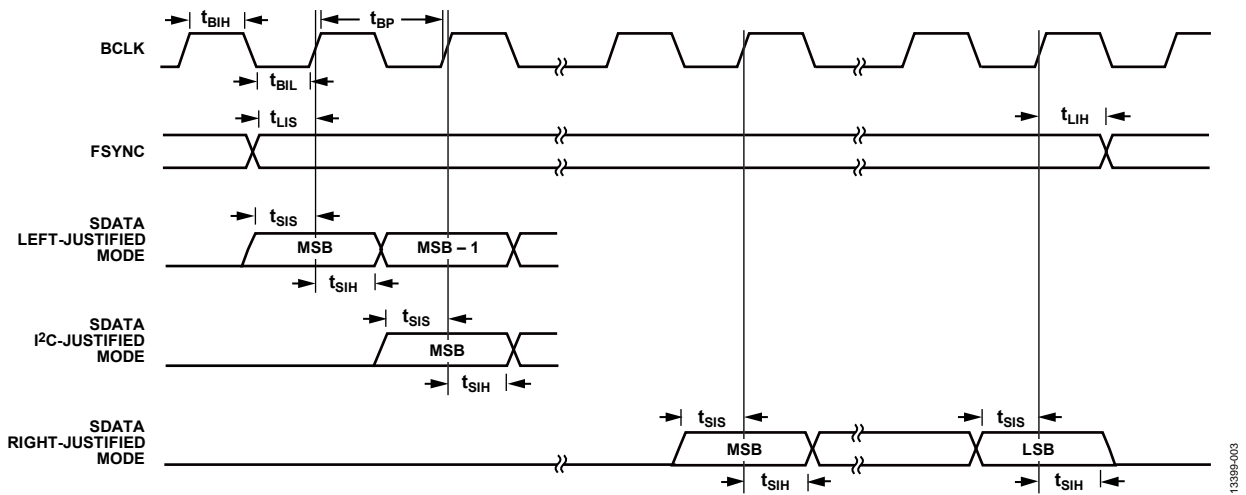 tBIH
tBP
BCLK
tBIL
tLIS
tLIH
FSYNC
SDATA
LEFT-JUSTIFIED
MODE
tSIS
MSB
MSB – 1
tSIH
SDATA
I2C-JUSTIFIED
MODE
tSIS
MSB
tSIH
SDATA
RIGHT-JUSTIFIED
MODE
tSIS
tSIS
MSB
LSB
tSIH
tSIH
13399-003